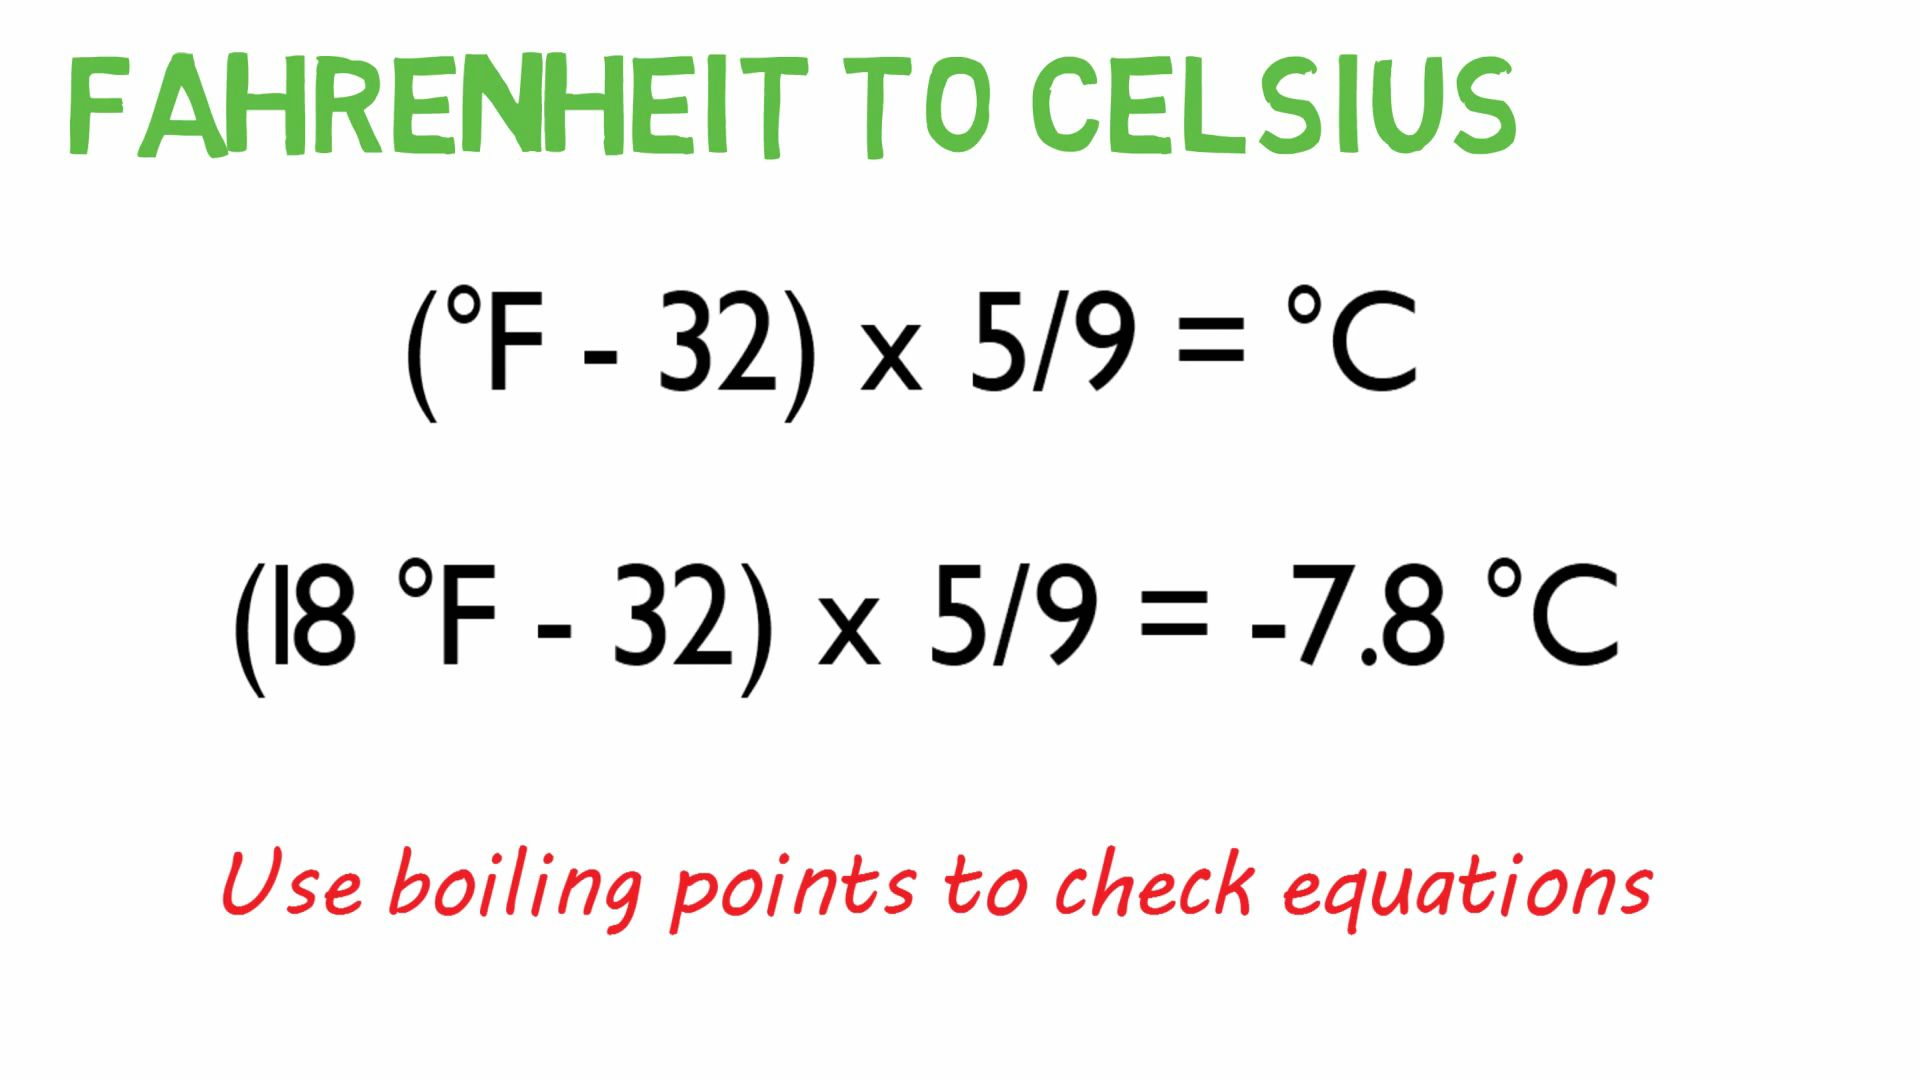 FAHRENHEIT TO CELSIUS
(°F - 32) x 5/9 = °C
(18 °F - 32) x 5/9 = -7.8 °C
Use boiling points to check equations